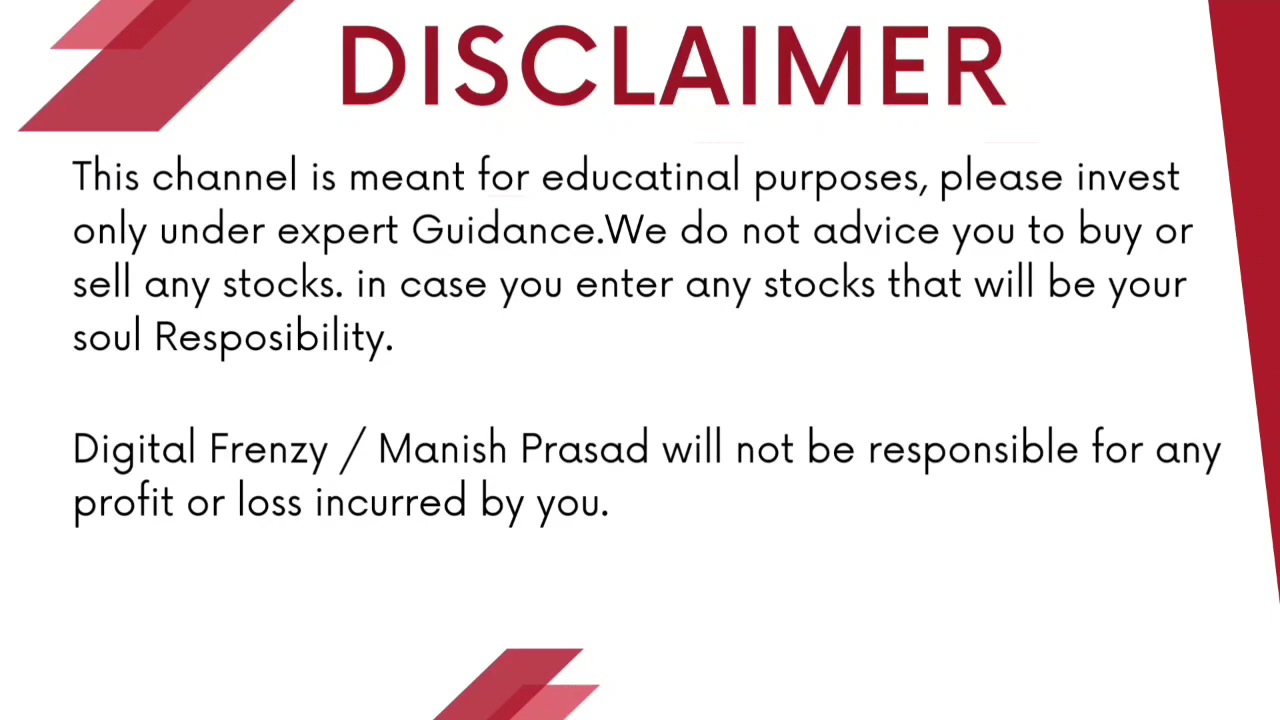 DISCLAIMER
This channel is meant for educatinal purposes, please invest
only under expert Guidance.We do not advice you to buy or
sell any stocks. in case you enter any stocks that will be your
soul Resposibility.
Digital Frenzy / Manish Prasad will not be responsible for any
profit or loss incurred by you.